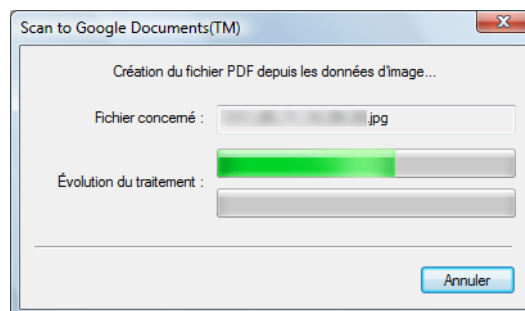 Scan to Google Documents(TM)
Création du fichier PDF depuis les données d'image...
Fichier concerné : .jpg
Évolution du traitement :
Annuler